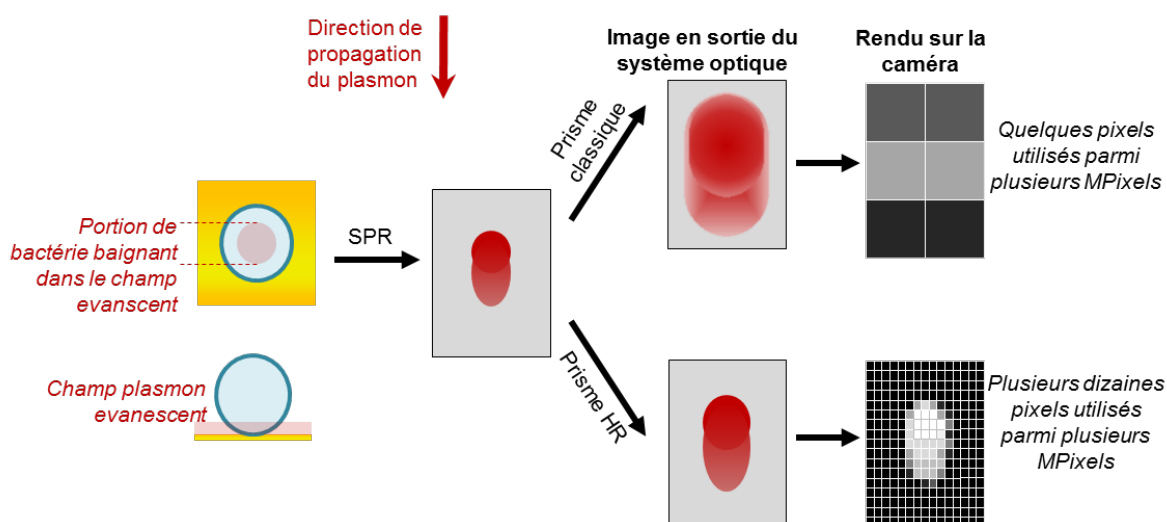 Direction de
propagation
du plasmon
Image en sortie du
système optique
Rendu sur la
caméra
Prisme
classique
Quelques pixels
utilisés parmi
plusieurs MPixels
Portion de
bactérie baignant
dans le champ
evanscent
SPR
Champ plasmon
evanescent
Prisme HR
Plusieurs dizaines
pixels utilisés
parmi plusieurs
MPixels